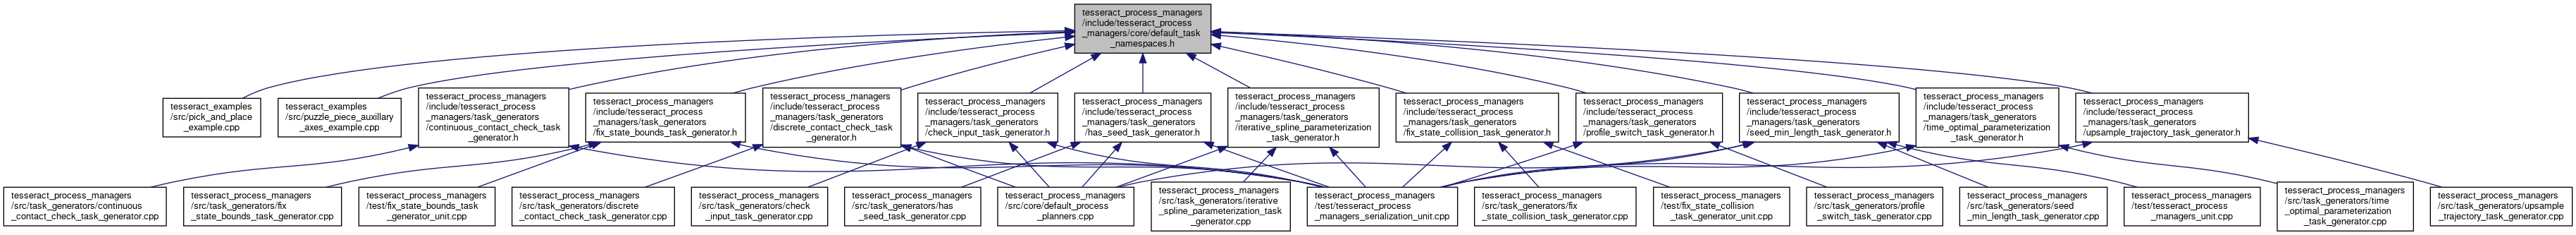 tesseract_process_managers
/include/tesseract_process
_managers/core/default_task
_namespaces.h
tesseract_examples
/src/pick_and_place
_example.cpp
tesseract_examples
/src/puzzle_piece_auxillary
_axes_example.cpp
tesseract_process_managers
/include/tesseract_process
_managers/task_generators
/continuous_contact_check_task
_generator.h
tesseract_process_managers
/include/tesseract_process
_managers/task_generators
/fix_state_bounds_task_generator.h
tesseract_process_managers
/include/tesseract_process
_managers/task_generators
/discrete_contact_check_task
_generator.h
tesseract_process_managers
/include/tesseract_process
_managers/task_generators
/check_input_task_generator.h
tesseract_process_managers
/include/tesseract_process
_managers/task_generators
/has_seed_task_generator.h
tesseract_process_managers
/include/tesseract_process
_managers/task_generators
/iterative_spline_parameterization
_task_generator.h
tesseract_process_managers
/include/tesseract_process
_managers/task_generators
/fix_state_collision_task_generator.h
tesseract_process_managers
/include/tesseract_process
_managers/task_generators
/profile_switch_task_generator.h
tesseract_process_managers
/include/tesseract_process
_managers/task_generators
/seed_min_length_task_generator.h
tesseract_process_managers
/include/tesseract_process
_managers/task_generators
/time_optimal_parameterization
_task_generator.h
tesseract_process_managers
/include/tesseract_process
_managers/task_generators
/upsample_trajectory_task_generator.h
tesseract_process_managers
/src/task_generators/continuous
_contact_check_task_generator.cpp
tesseract_process_managers
/src/task_generators/fix
_state_bounds_task_generator.cpp
tesseract_process_managers
/test/fix_state_bounds_task
_generator_unit.cpp
tesseract_process_managers
/src/task_generators/discrete
_contact_check_task_generator.cpp
tesseract_process_managers
/src/task_generators/check
_input_task_generator.cpp
tesseract_process_managers
/src/task_generators/has
_seed_task_generator.cpp
tesseract_process_managers
/src/core/default_process
_planners.cpp
tesseract_process_managers
/src/task_generators/iterative
_spline_parameterization_task
_generator.cpp
tesseract_process_managers
/test/tesseract_process
_managers_serialization_unit.cpp
tesseract_process_managers
/src/task_generators/fix
_state_collision_task_generator.cpp
tesseract_process_managers
/test/fix_state_collision
_task_generator_unit.cpp
tesseract_process_managers
/src/task_generators/profile
_switch_task_generator.cpp
tesseract_process_managers
/src/task_generators/seed
_min_length_task_generator.cpp
tesseract_process_managers
/test/tesseract_process
_managers_unit.cpp
tesseract_process_managers
/src/task_generators/time
_optimal_parameterization
_task_generator.cpp
tesseract_process_managers
/src/task_generators/upsample
_trajectory_task_generator.cpp